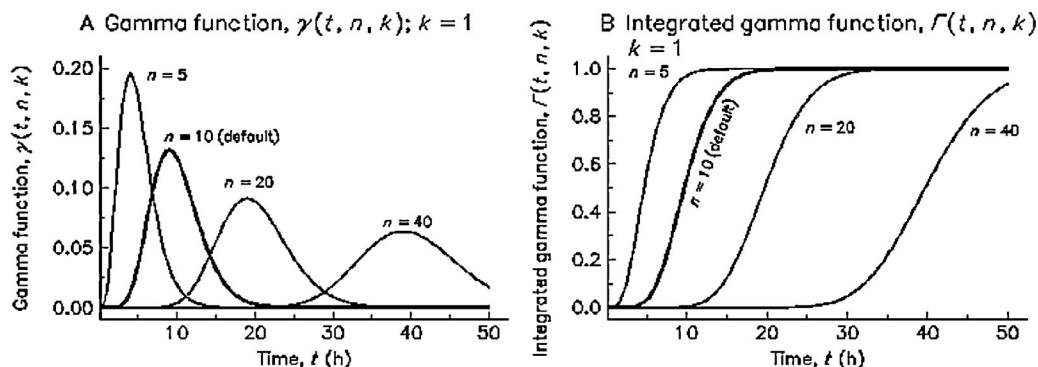 A Gamma function, γ(t, n, k); k = 1
Gamma function, γ(t, n, k)
0.20
0.15
0.10
0.05
0.00
n = 5
n = 10 (default)
n = 20
n = 40
10
20
30
40
50
Time, t (h)
B Integrated gamma function, Γ(t, n, k)
k = 1
Integrated gamma function, Γ(t, n, k)
1.0
0.8
0.6
0.4
0.2
0.0
n = 5
n = 10 (default)
n = 20
n = 40
10
20
30
40
50
Time, t (h)